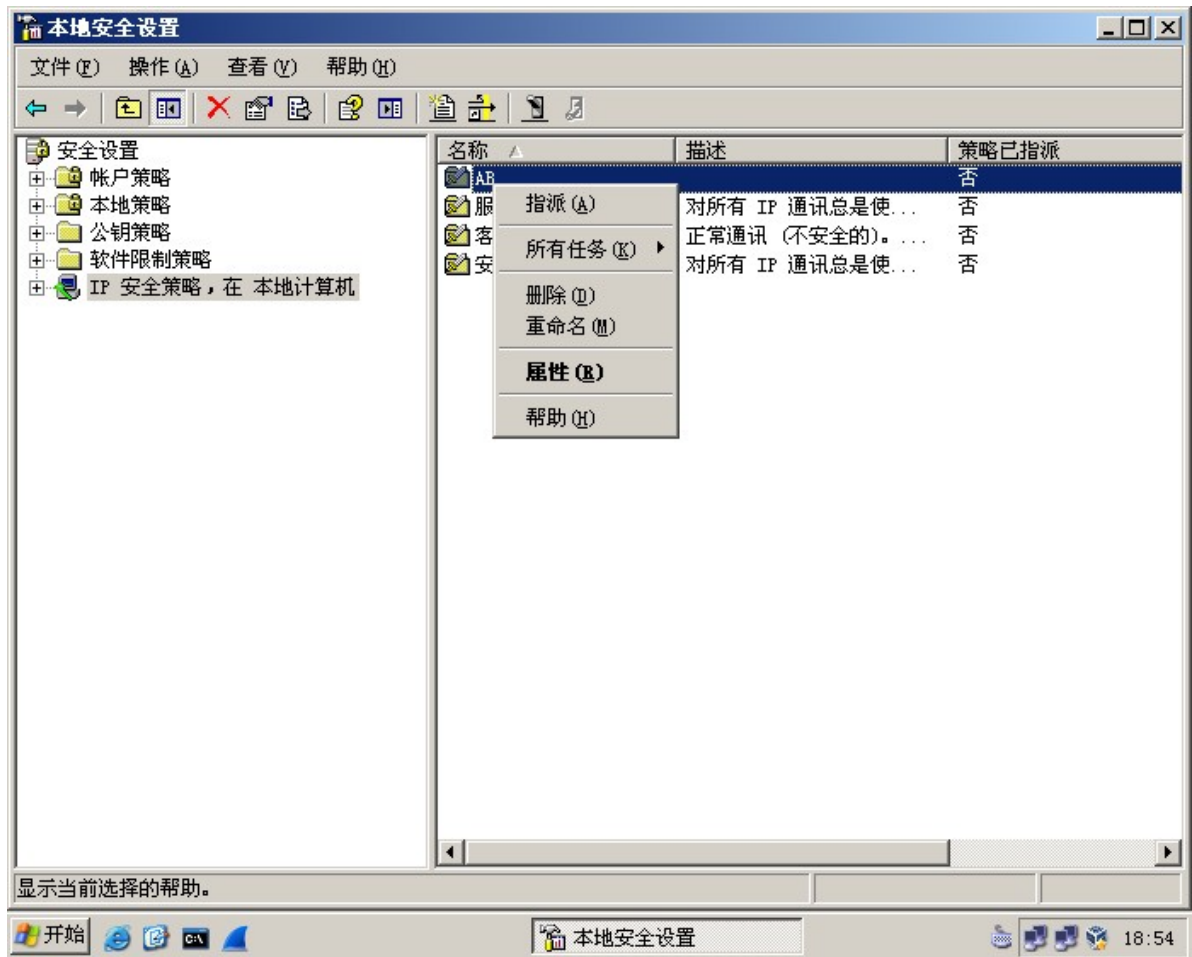 本地安全设置
文件(F) 操作(A) 查看(V) 帮助(H)
安全设置
帐户策略
本地策略
公钥策略
软件限制策略
IP 安全策略，在 本地计算机
名称 描述 策略已指派
AB 否
服 对所有 IP 通讯总是使... 否
客 正常通讯 (不安全的)。... 否
安 对所有 IP 通讯总是使... 否
指派(A)
所有任务(K)
删除(D)
重命名(M)
属性(R)
帮助(H)
显示当前选择的帮助。
开始 本地安全设置 18:54